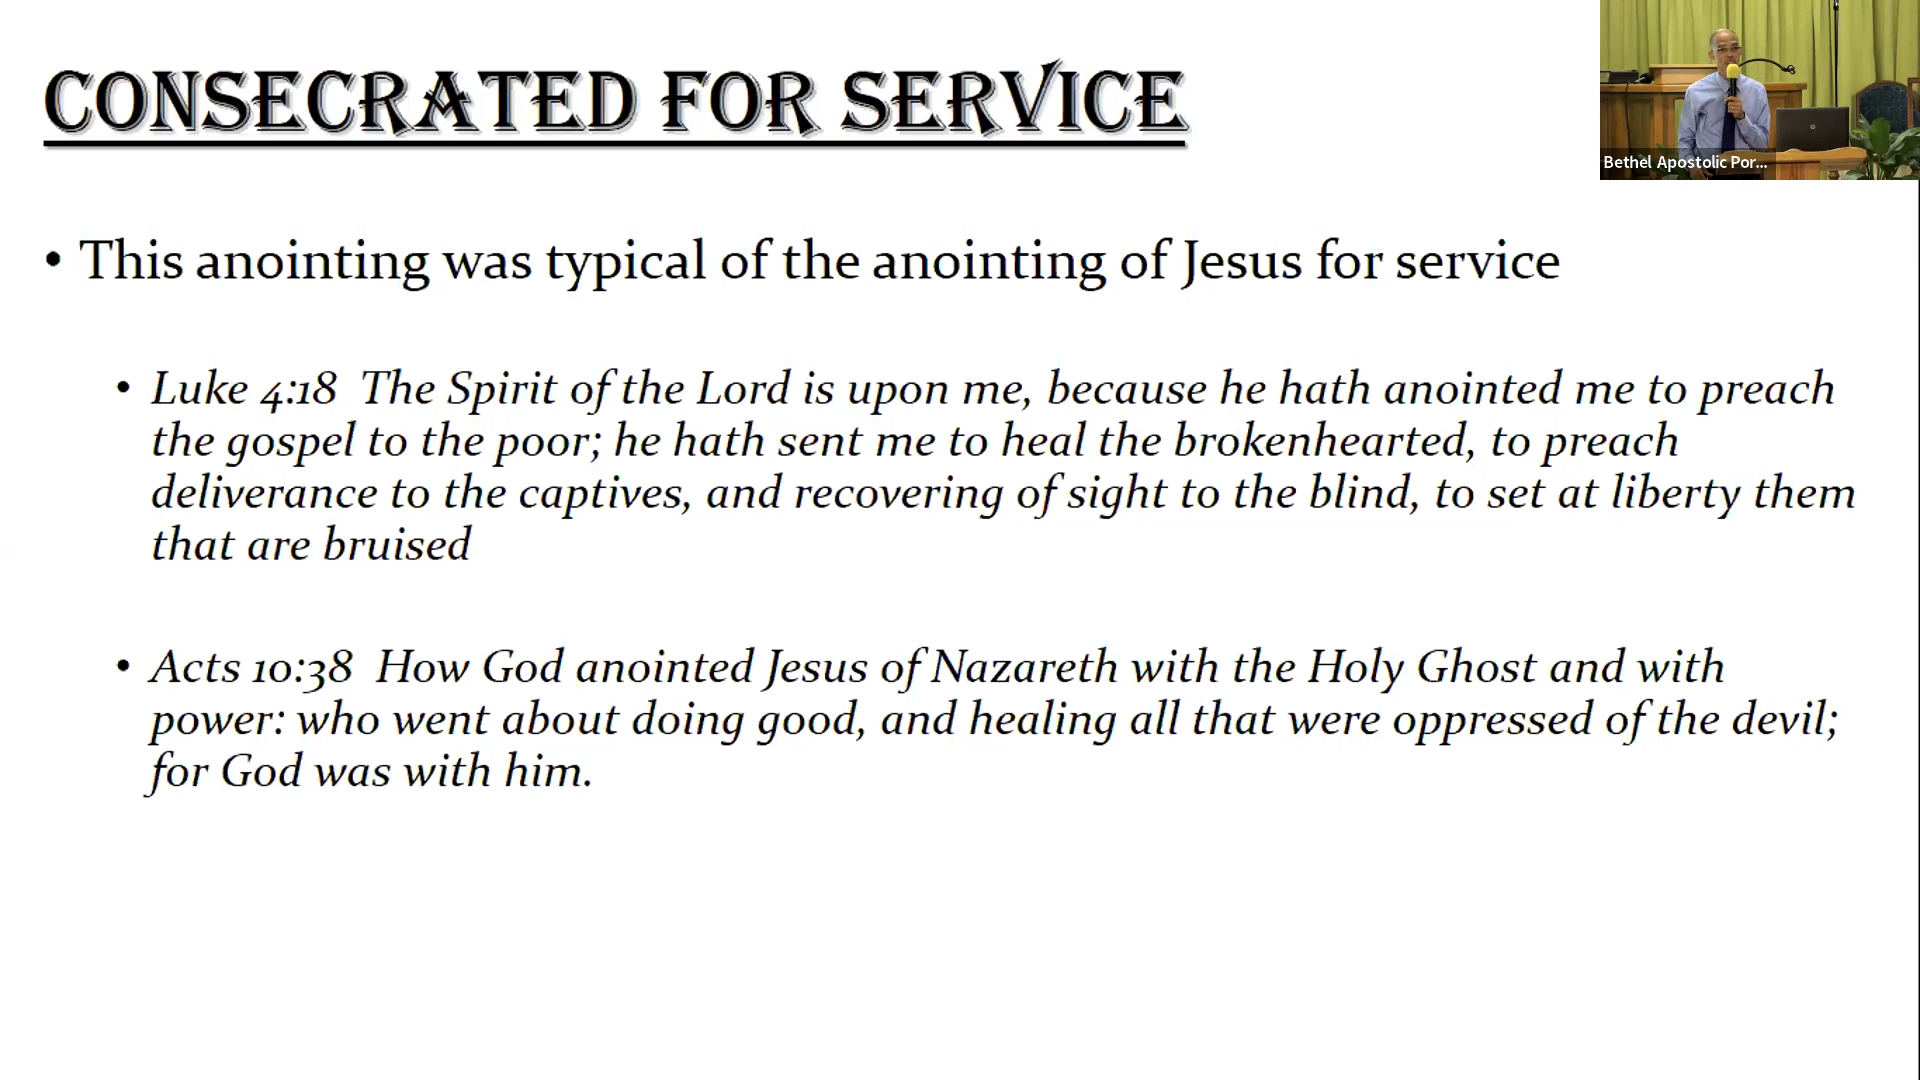 CONSECRATED FOR SERVICE
Bethel Apostolic Por...
• This anointing was typical of the anointing of Jesus for service
• Luke 4:18 The Spirit of the Lord is upon me, because he hath anointed me to preach
the gospel to the poor; he hath sent me to heal the brokenhearted, to preach
deliverance to the captives, and recovering of sight to the blind, to set at liberty them
that are bruised
• Acts 10:38 How God anointed Jesus of Nazareth with the Holy Ghost and with
power: who went about doing good, and healing all that were oppressed of the devil;
for God was with him.